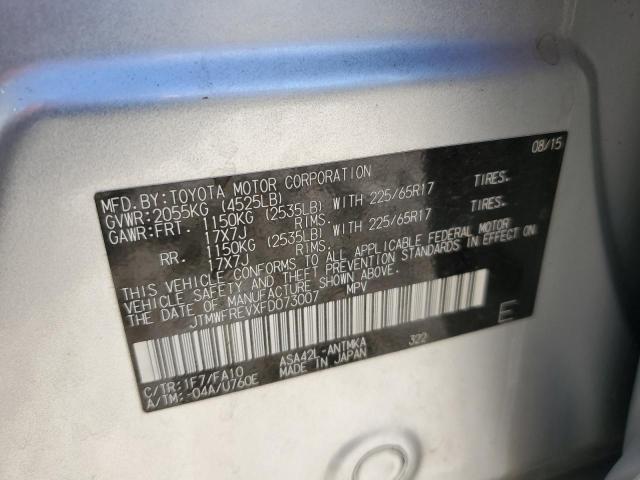 MFD.BY:TOYOTA MOTOR CORPORATION 08/15
GVWR:2055KG (4525LB)
GAWR:FRT. 1150KG (2535LB) WITH 225/65R17 TIRES.
17X7J RIMS.
RR. 1150KG (2535LB) WITH 225/65R17 TIRES.
17X7J RIMS.
THIS VEHICLE CONFORMS TO ALL APPLICABLE FEDERAL MOTOR
VEHICLE SAFETY AND THEFT PREVENTION STANDARDS IN EFFECT ON
THE DATE OF MANUFACTURE SHOWN ABOVE.
JTMWFREVXFD073007 MPV
E
C/TR:1F7/FA10 ASA42L-ANTMKA 322
A/TM:-04A/U760E MADE IN JAPAN